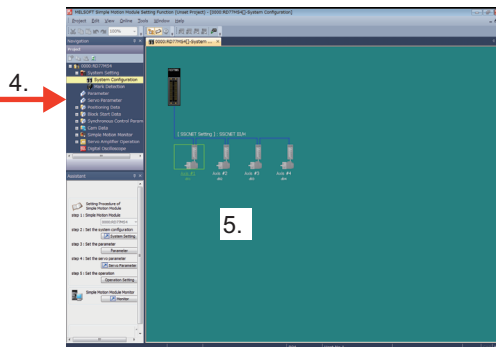 MELSOFT Simple Motion Module Setting Function [Unset Project] - [0000:RD77MS4[]-System Configuration]
Project Edit View Online Tools Window Help
100%
Navigation
0000:RD77MS4[]-System ...
Project
0000:RD77MS4
System Setting
System Configuration
4.
Mark Detection
Parameter
Servo Parameter
Positioning Data
Block Start Data
Synchronous Control Param
[ SSCNET Setting ] : SSCNET III/H
Cam Data
Simple Motion Monitor
Servo Amplifier Operation
Digital Oscilloscope
Axis #1
Axis #2
Axis #3
Axis #4
Assistant
Setting Procedure of
Simple Motion Module
5.
step 1 : Simple Motion Module
0000:RD77MS4
step 2 : Set the system configuration
System Setting
step 3 : Set the parameter
Parameter
step 4 : Set the servo parameter
Servo Parameter
step 5 : Set the operation
Operation Setting
Simple Motion Module Monitor
Monitor